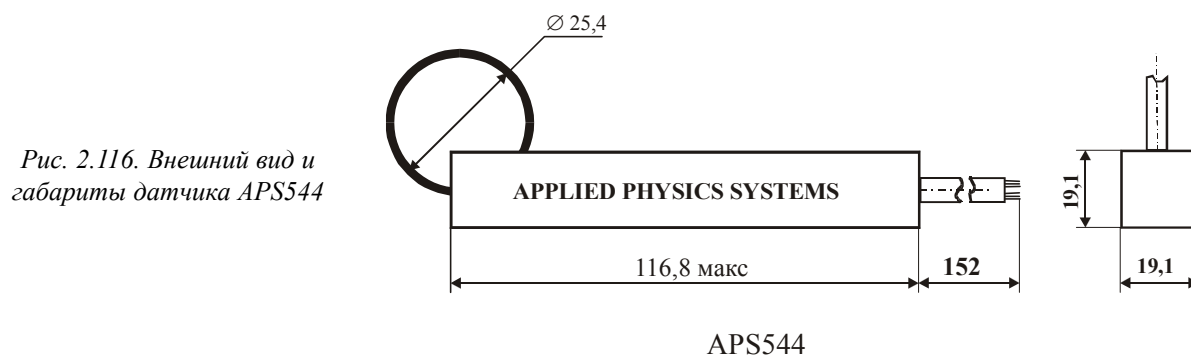 ∅ 25,4
Рис. 2.116. Внешний вид и
габариты датчика APS544
APPLIED PHYSICS SYSTEMS
19,1
116,8 макс
152
19,1
APS544